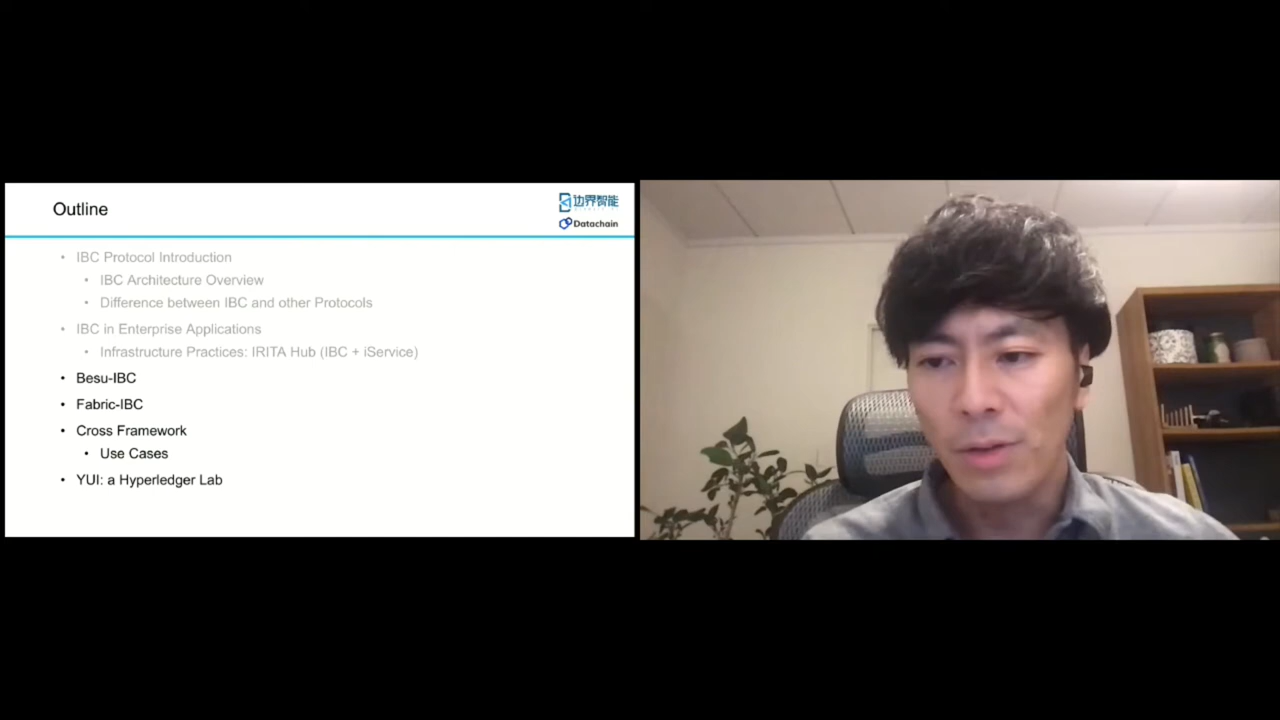 Outline
边界智能
Datachain
• IBC Protocol Introduction
• IBC Architecture Overview
• Difference between IBC and other Protocols
• IBC in Enterprise Applications
• Infrastructure Practices: IRITA Hub (IBC + iService)
• Besu-IBC
• Fabric-IBC
• Cross Framework
• Use Cases
• YUI: a Hyperledger Lab